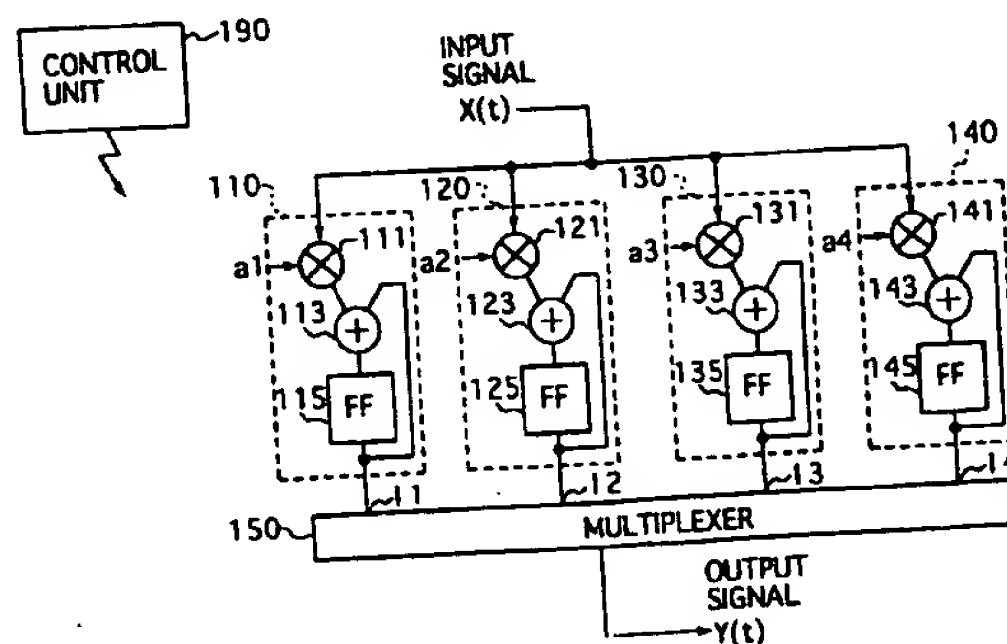 190
CONTROL
UNIT
INPUT
SIGNAL
X(t)
110
120
130
140
111
121
131
141
a1
a2
a3
a4
113
123
133
143
+
+
+
+
115
125
135
145
FF
FF
FF
FF
11
12
13
150
MULTIPLEXER
OUTPUT
SIGNAL
Y(t)